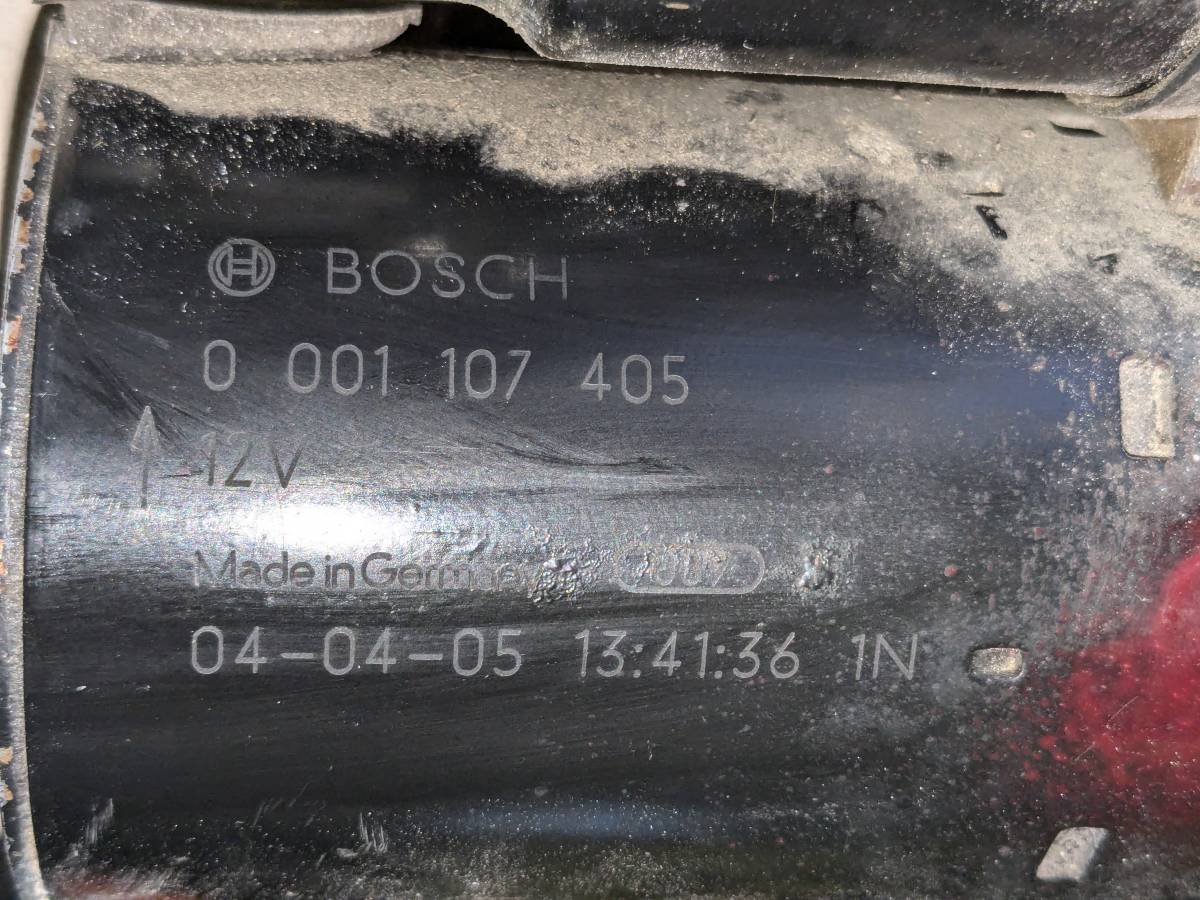 BOSCH
0 001 107 405
12V
Made in Germany
04-04-05 13:41:36 1N